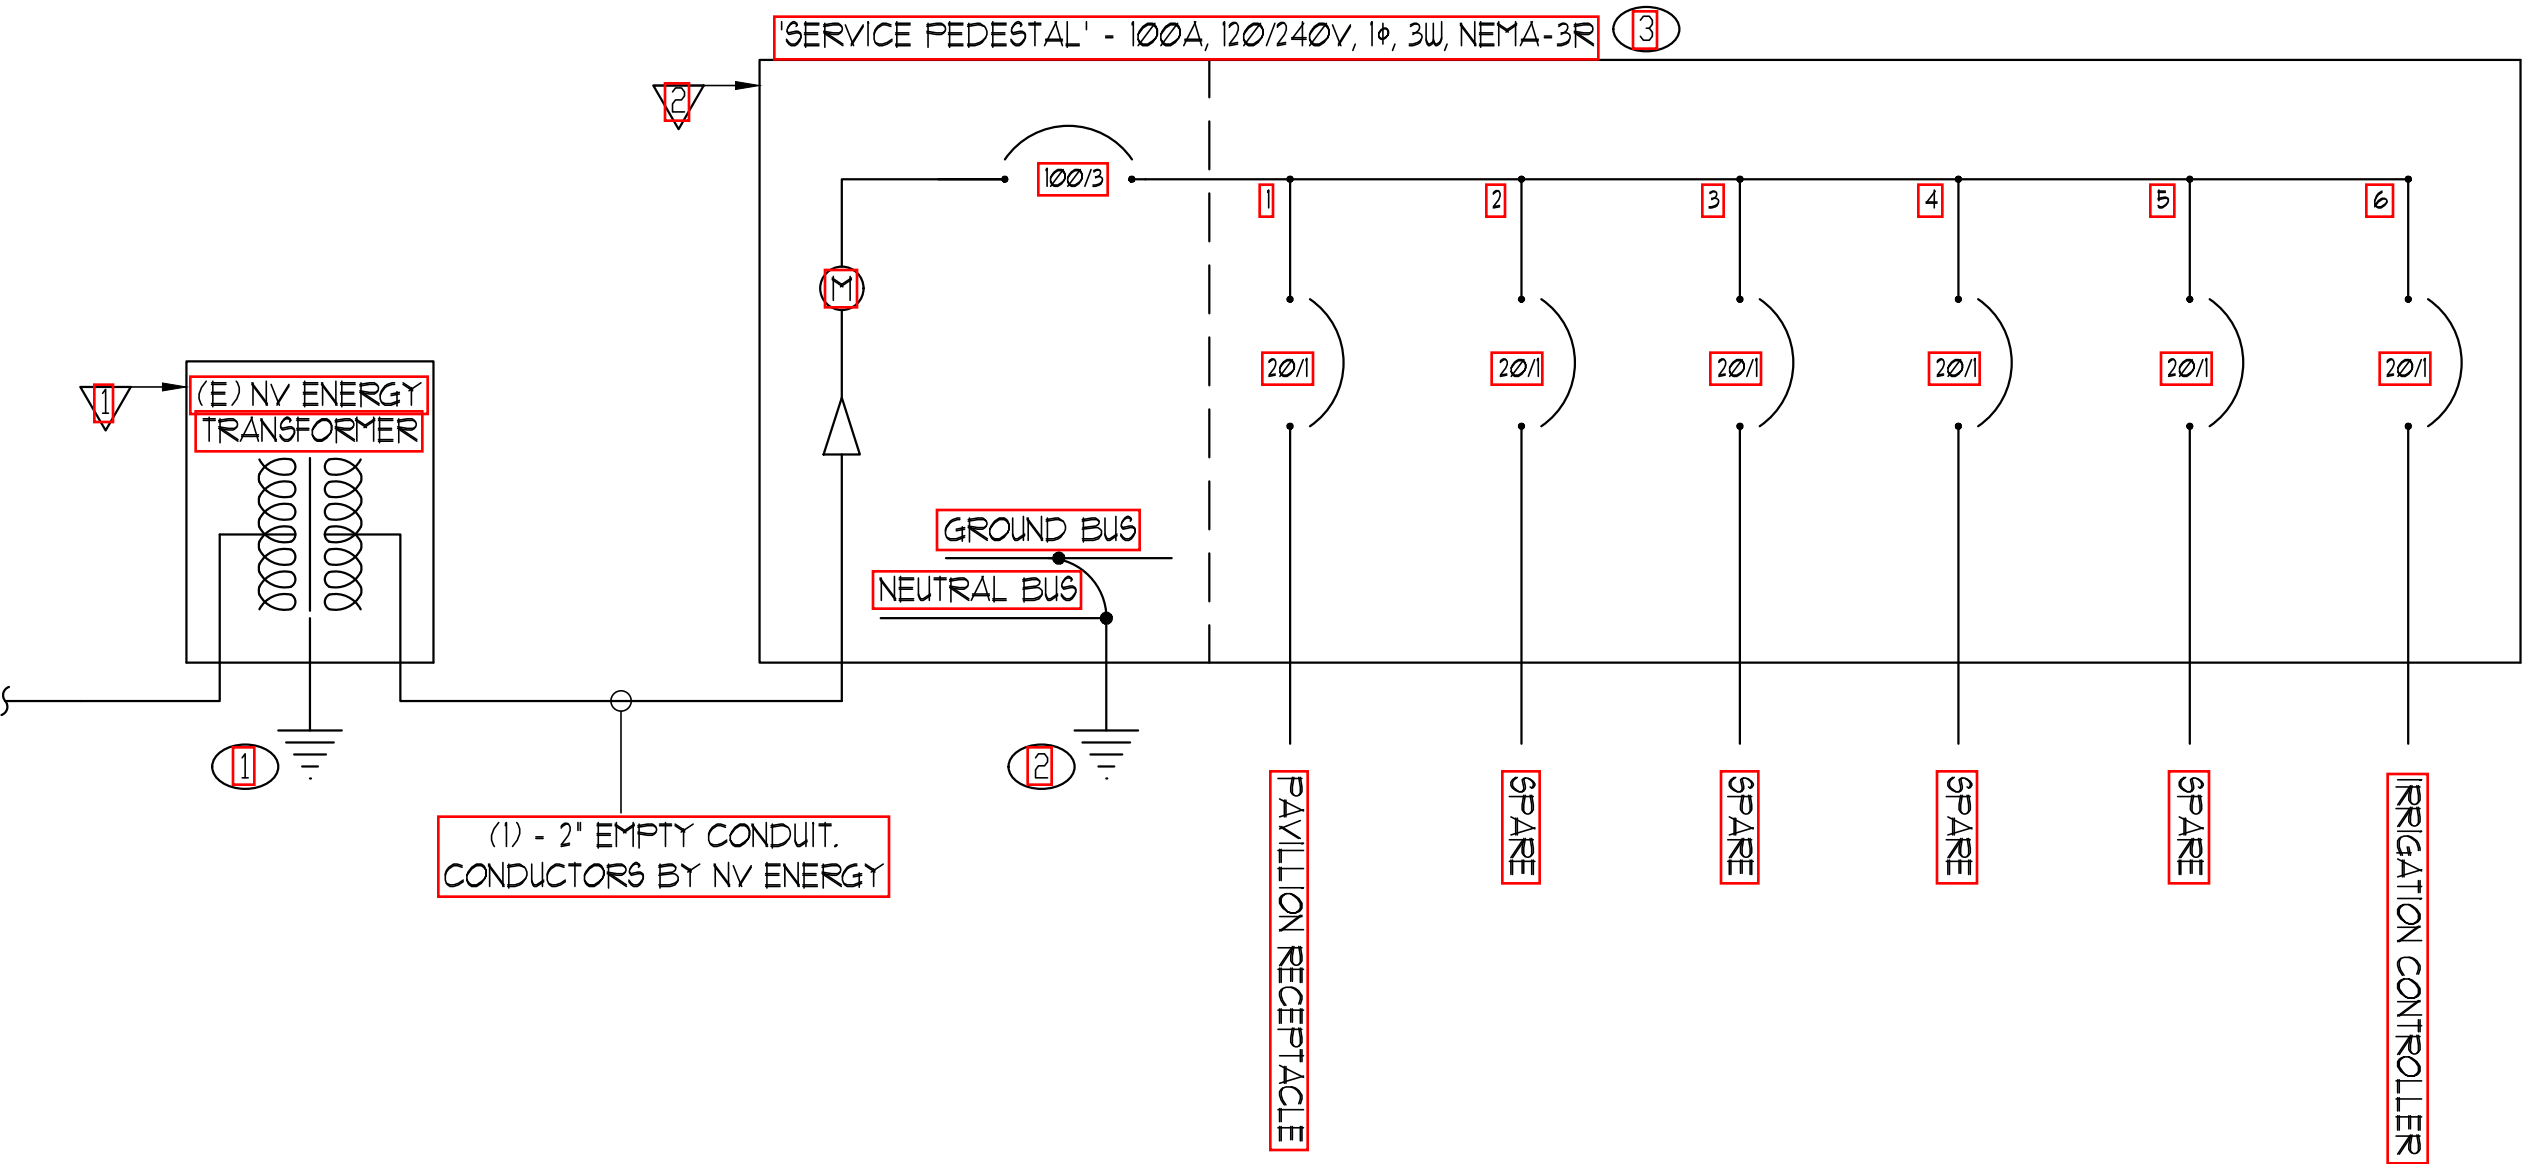 'SERVICE PEDESTAL' - 100A, 120/240V, 1ϕ, 3W, NEMA-3R
3
2
100/3
1
2
3
4
5
6
M
20/1
20/1
20/1
20/1
20/1
20/1
1
(E) NV ENERGY
TRANSFORMER
GROUND BUS
NEUTRAL BUS
1
2
(1) - 2" EMPTY CONDUIT.
CONDUCTORS BY NV ENERGY
PAVILLION RECEPTACLE
SPARE
SPARE
SPARE
SPARE
IRRIGATION CONTROLLER